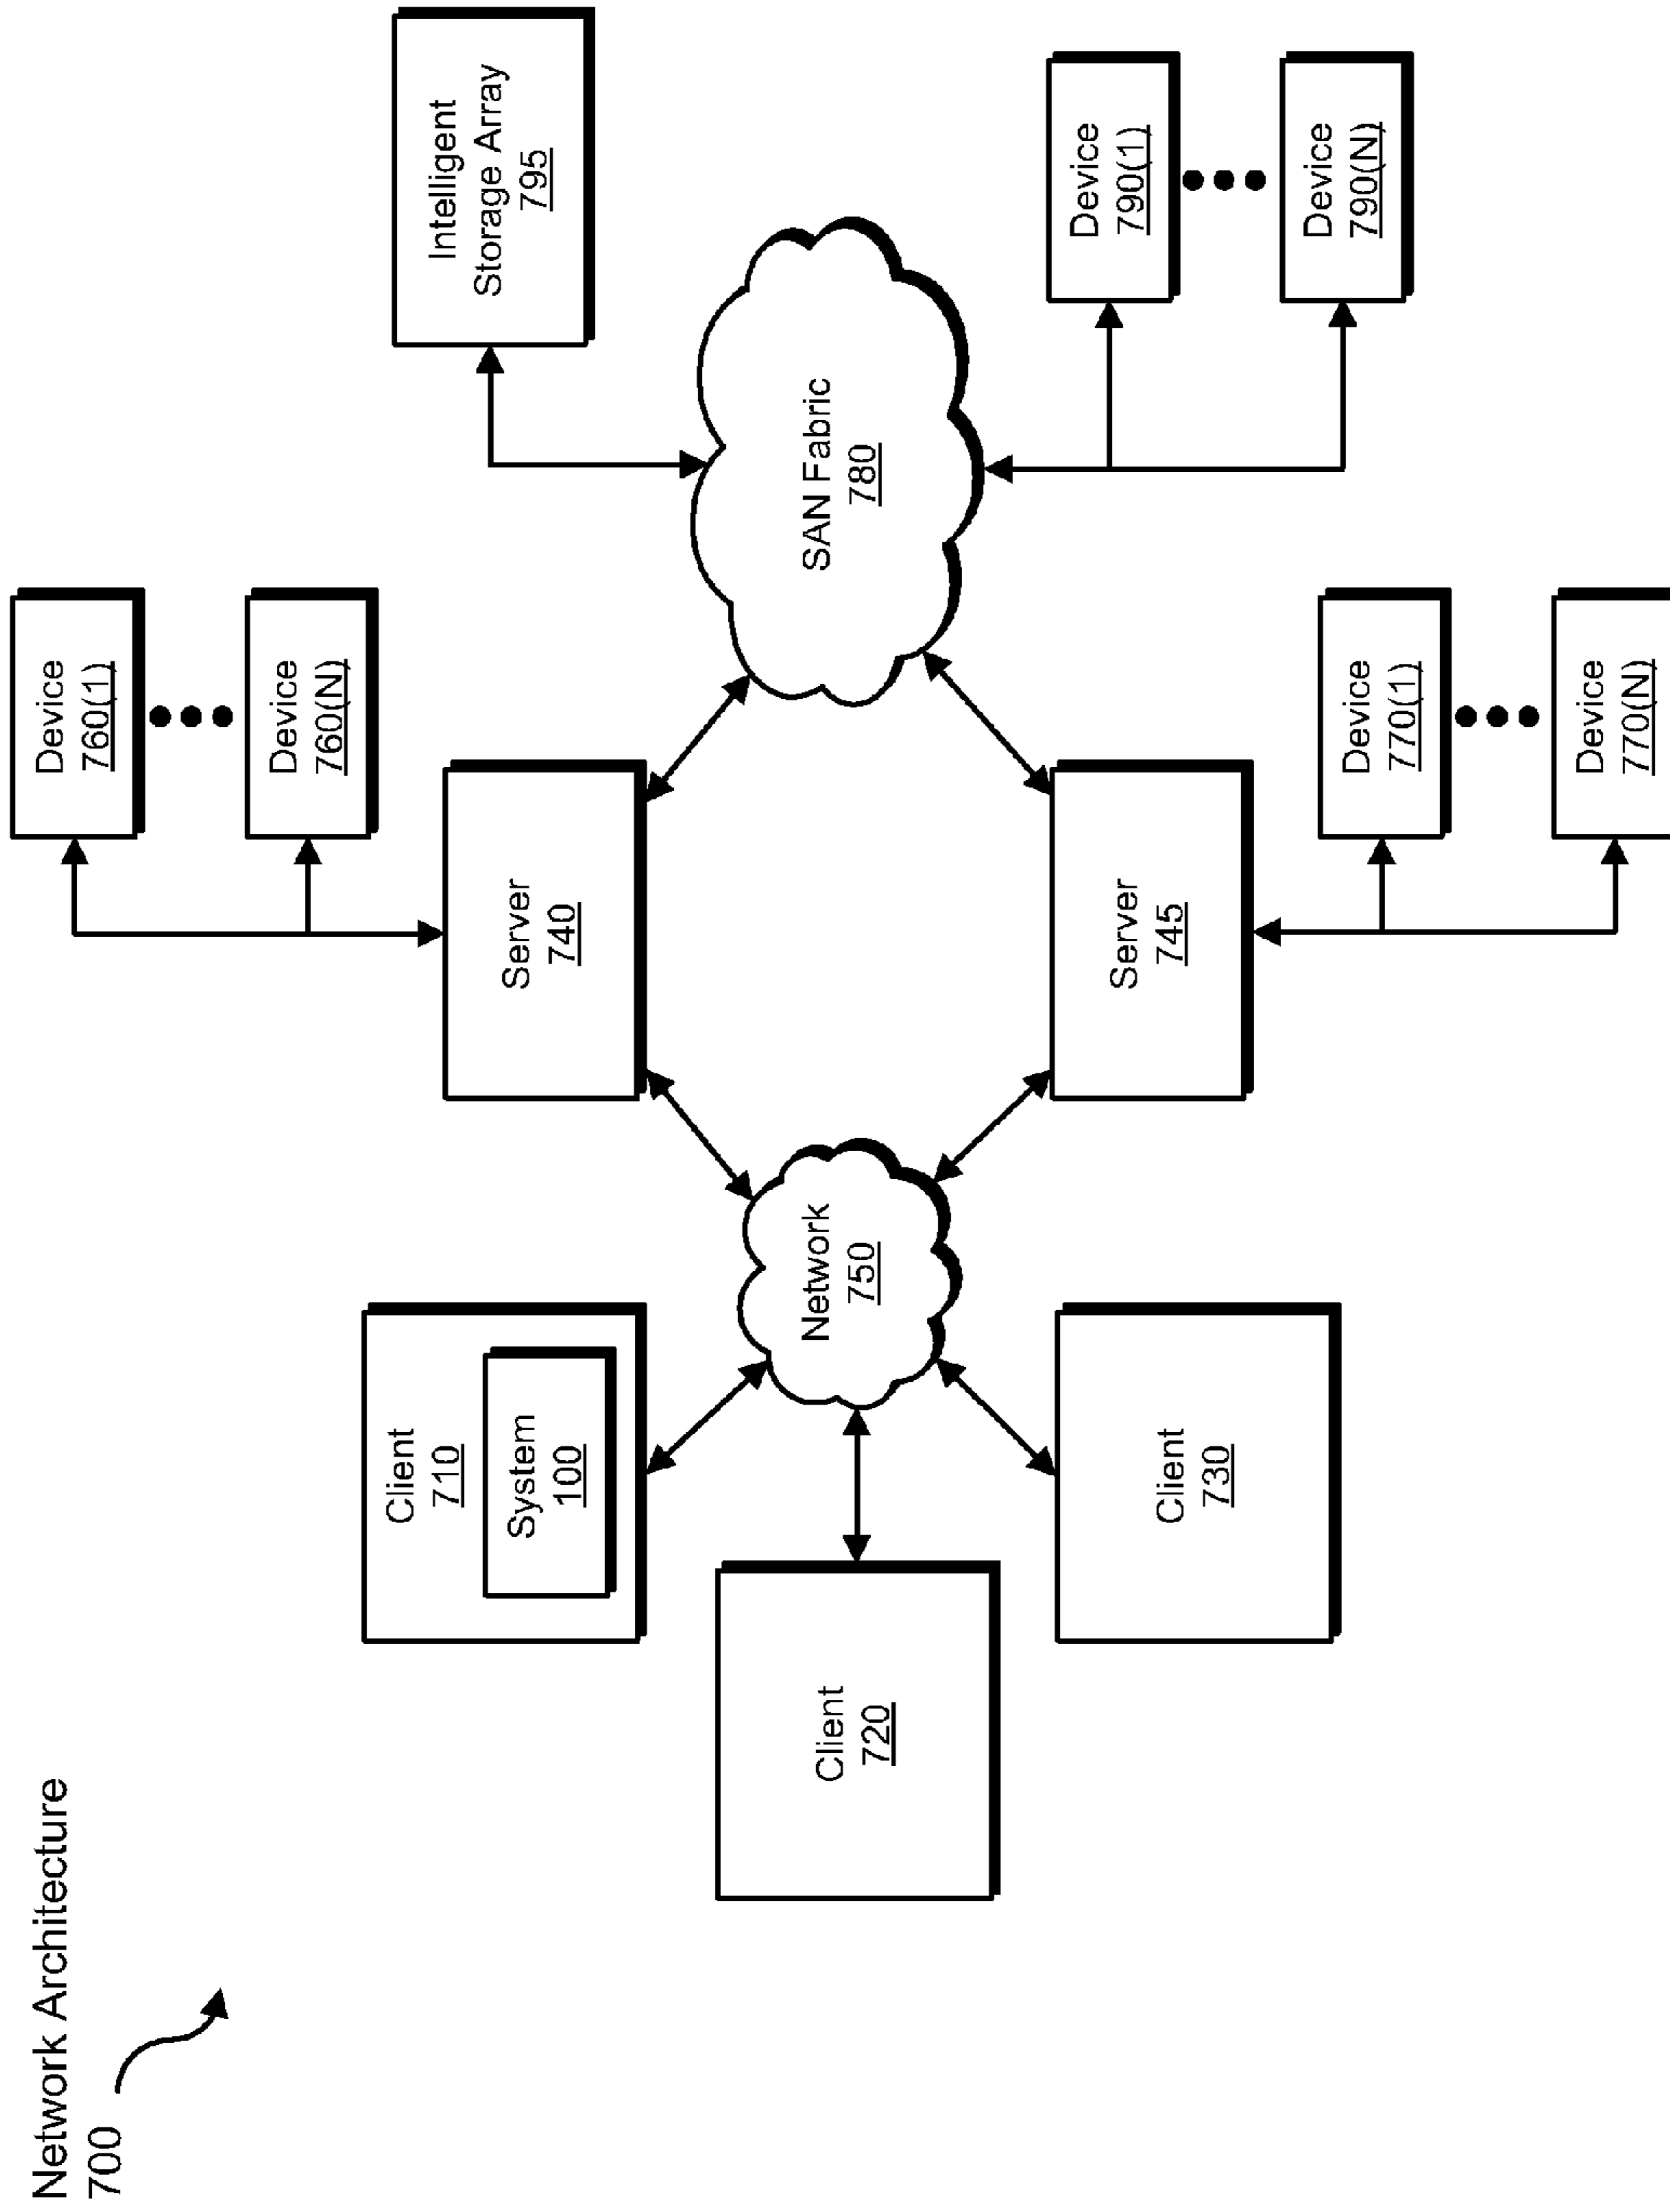 Network Architecture
700
Client
710
System
100
Client
720
Client
730
Network
750
Server
740
Server
745
Device
760(1)
Device
760(N)
Device
770(1)
Device
770(N)
SAN Fabric
780
Intelligent
Storage Array
795
Device
790(1)
Device
790(N)